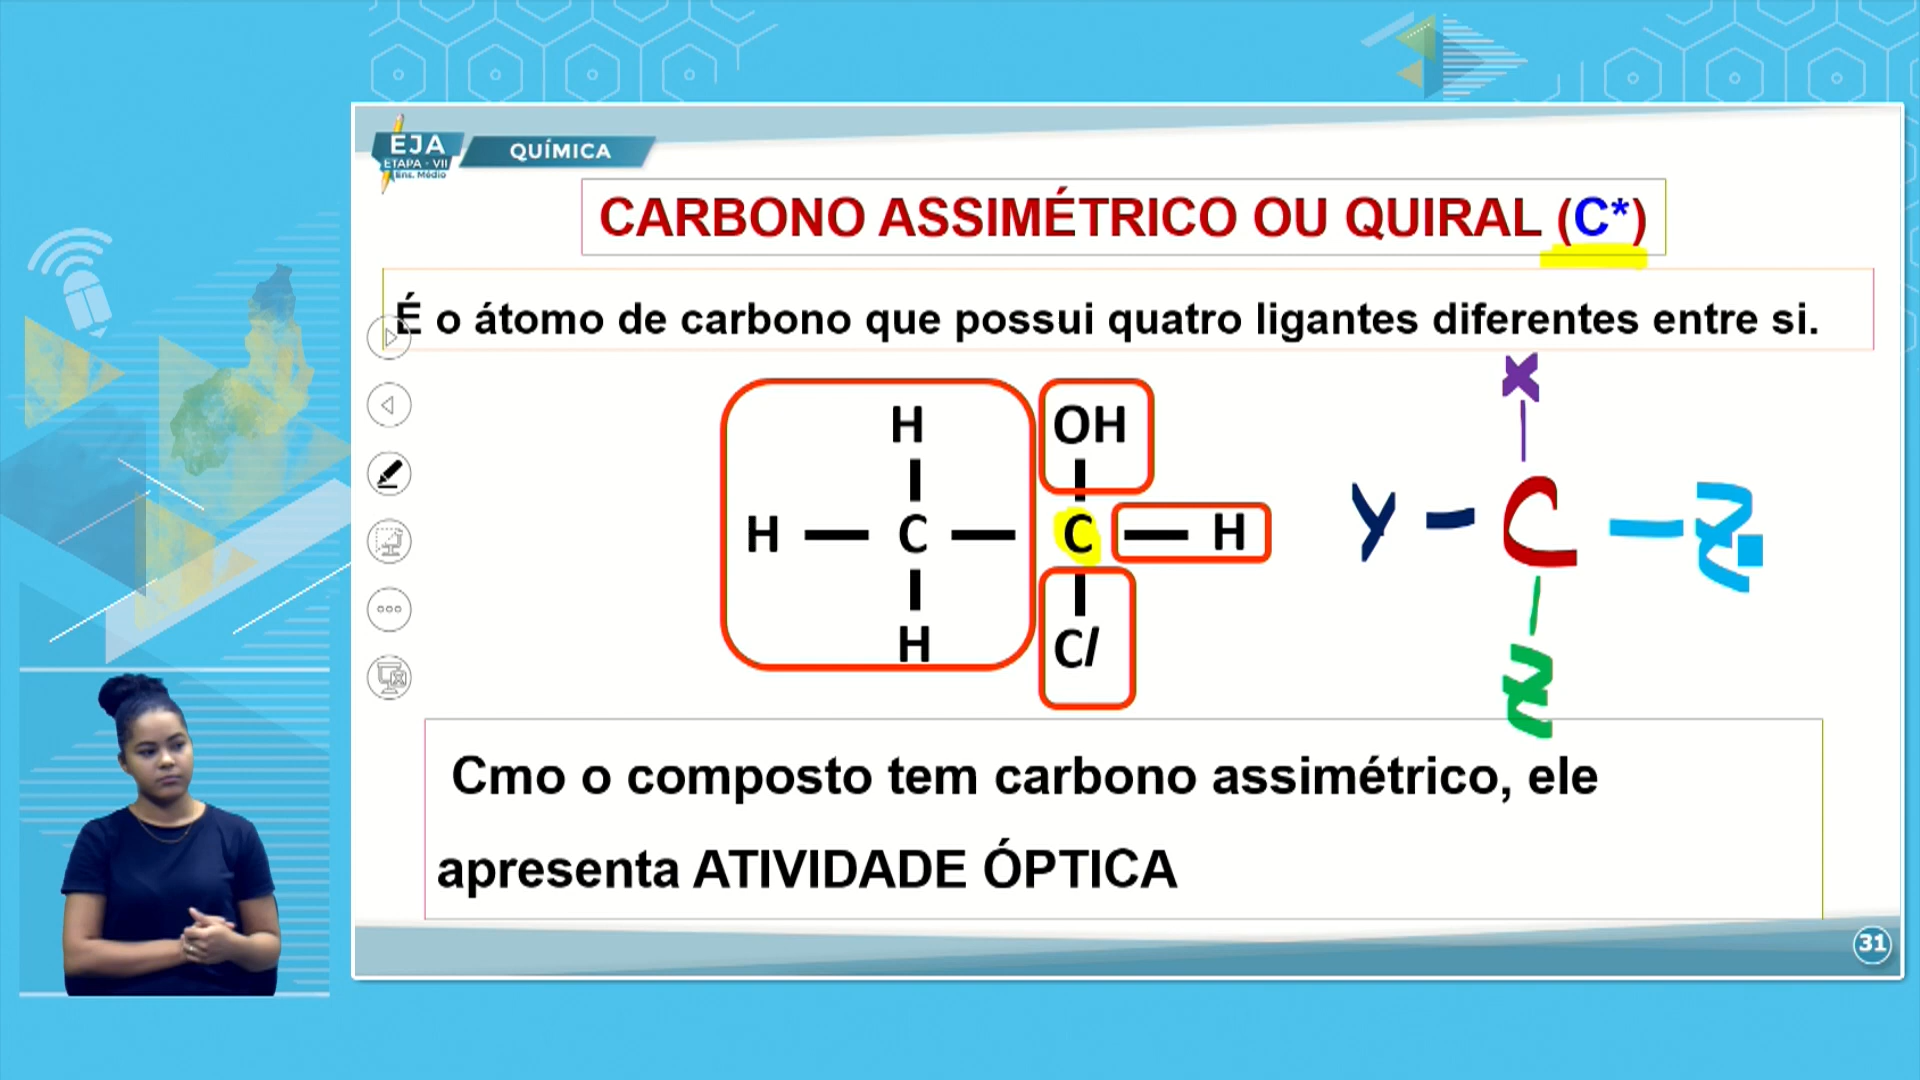 EJA
ETAPA - VII
Ens. Médio
QUÍMICA
CARBONO ASSIMÉTRICO OU QUIRAL (C*)
É o átomo de carbono que possui quatro ligantes diferentes entre si.
H OH
H — C — C — H
H Cl
X
Y - C - Z
Z
Cmo o composto tem carbono assimétrico, ele
apresenta ATIVIDADE ÓPTICA
31